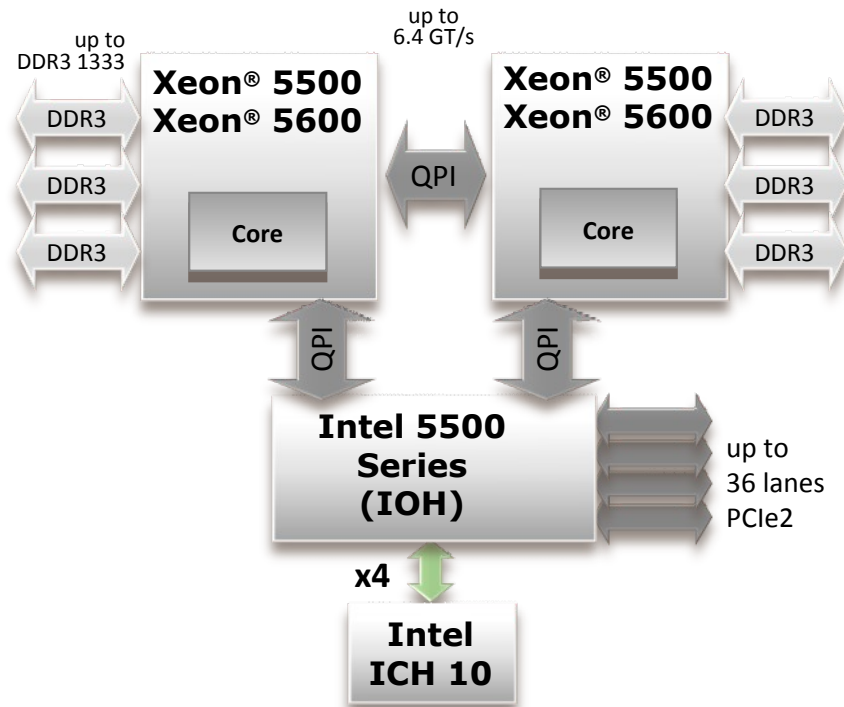 up to
DDR3 1333
up to
6.4 GT/s
Xeon® 5500
Xeon® 5600
Xeon® 5500
Xeon® 5600
DDR3
DDR3
DDR3
QPI
DDR3
DDR3
DDR3
Core
Core
QPI
QPI
Intel 5500
Series
(IOH)
up to
36 lanes
PCIe2
x4
Intel
ICH 10